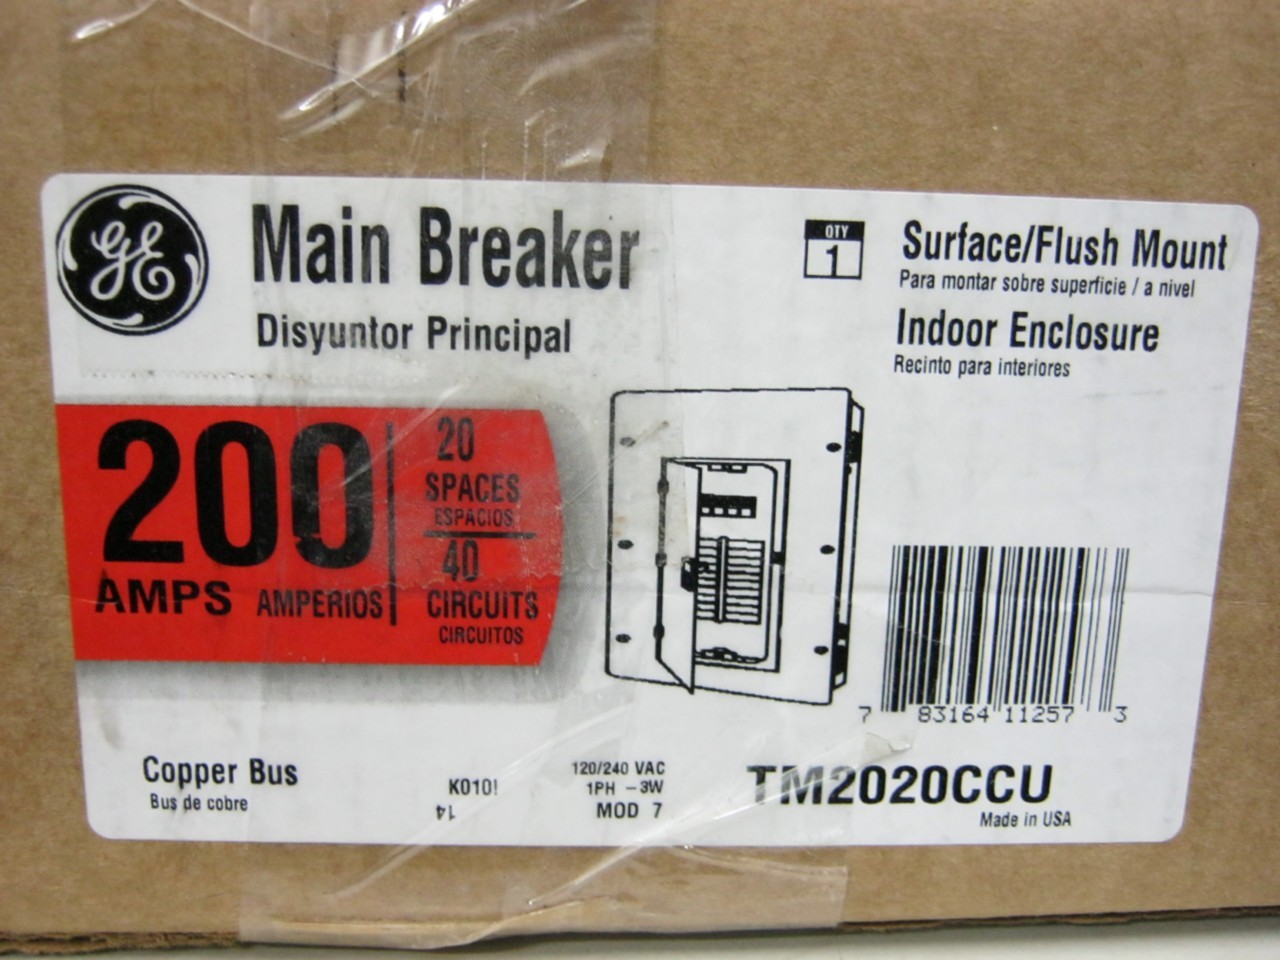 GE
Main Breaker
Disyuntor Principal
QTY
1
Surface/Flush Mount
Para montar sobre superficie / a nivel
Indoor Enclosure
Recinto para interiores
200
AMPS AMPERIOS
20
SPACES
ESPACIOS
40
CIRCUITS
CIRCUITOS
7 83164 11257 3
Copper Bus
Bus de cobre
14
120/240 VAC
1PH -3W
MOD 7
TM2020CCU
Made in USA